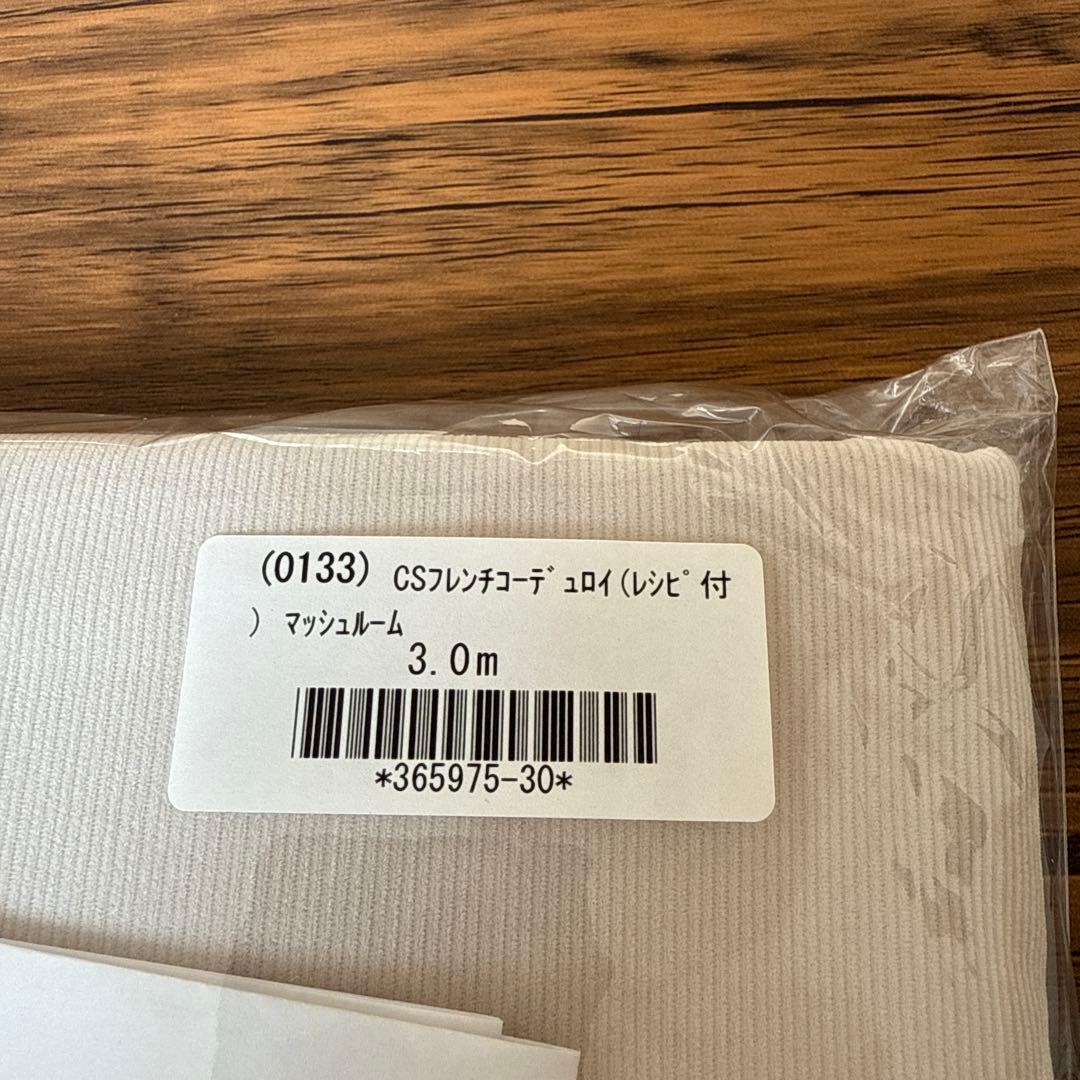 (0133) CSﾌﾚﾝﾁｺｰﾃﾞｭﾛｲ(ﾚｼﾋﾟ付
) ﾏｯｼｭﾙｰﾑ
3.0m
*365975-30*